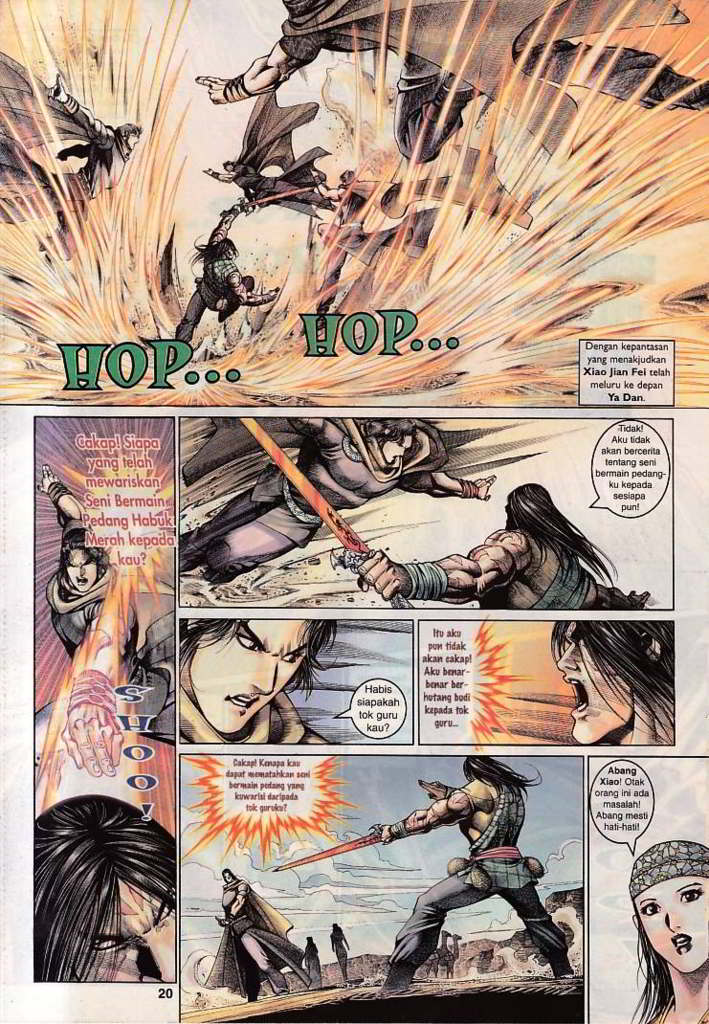 HOP...
HOP...
Dengan kepantasan
yang menakjudkan
Xiao Jian Fei telah
meluru ke depan
Ya Dan.
Cakap! Siapa
yang telah
mewariskan
Seni Bermain
Pedang Habuk
Merah kepada
kau?
SHOO!
Tidak!
Aku tidak
akan bercerita
tentang seni
bermain pedang-
ku kepada
sesiapa
pun!
Habis
siapakah
tok guru
kau?
Itu aku
pun tidak
akan cakap!
Aku benar-
benar ber-
hutang budi
kepada tok
guru...
Cakap! Kenapa kau
dapat mematahkan seni
bermain pedang yang
kuwarisi daripada
tok guruku?
Abang
Xiao! Otak
orang ini ada
masalah!
Abang mesti
hati-hati!
20